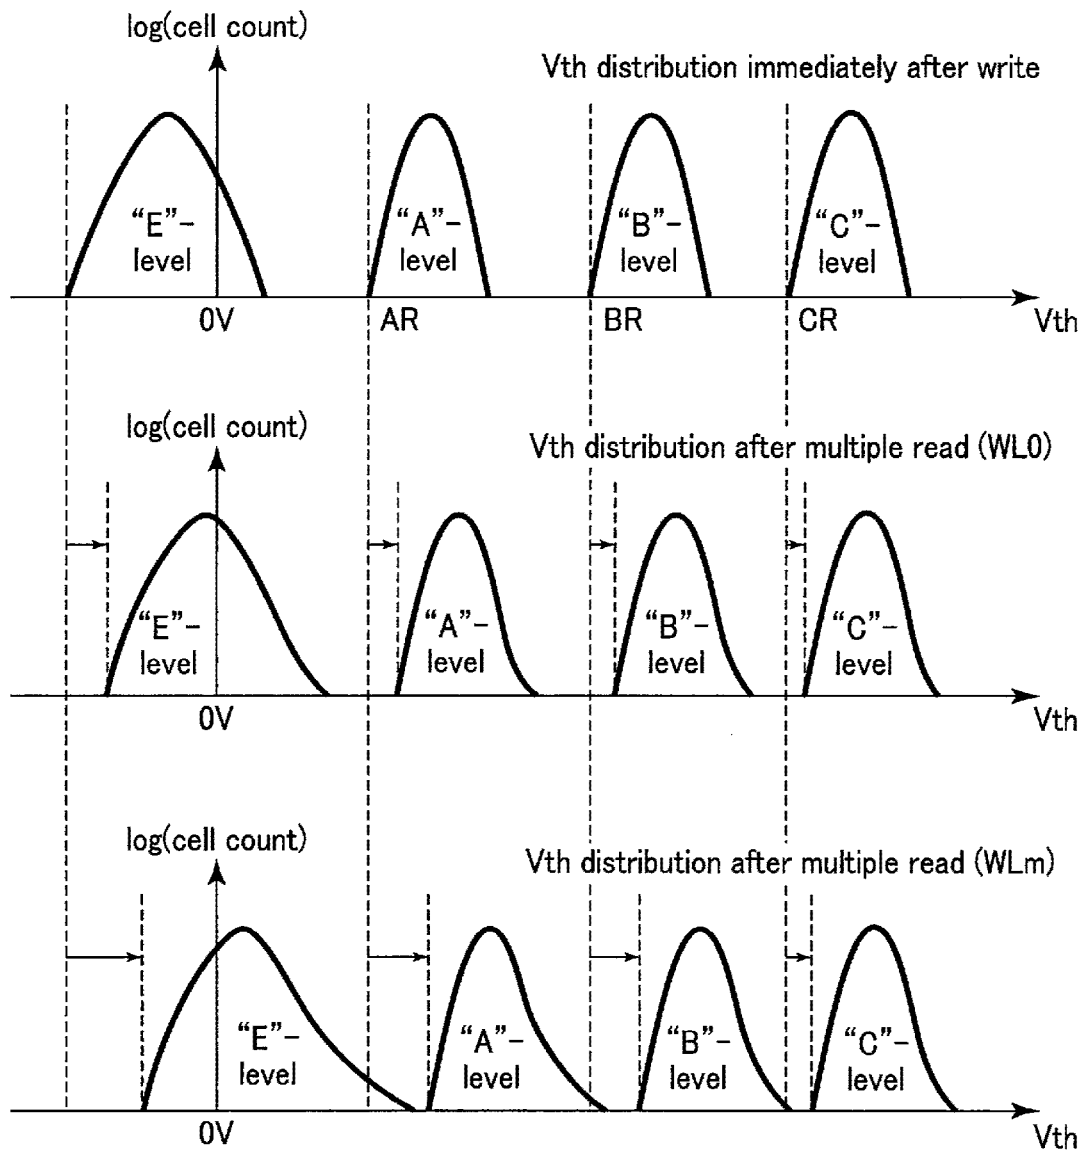 log(cell count)
Vth distribution immediately after write
“E”-
level
“A”-
level
“B”-
level
“C”-
level
0V
AR
BR
CR
Vth
log(cell count)
Vth distribution after multiple read (WL0)
“E”-
level
“A”-
level
“B”-
level
“C”-
level
0V
Vth
log(cell count)
Vth distribution after multiple read (WLm)
“E”-
level
“A”-
level
“B”-
level
“C”-
level
0V
Vth